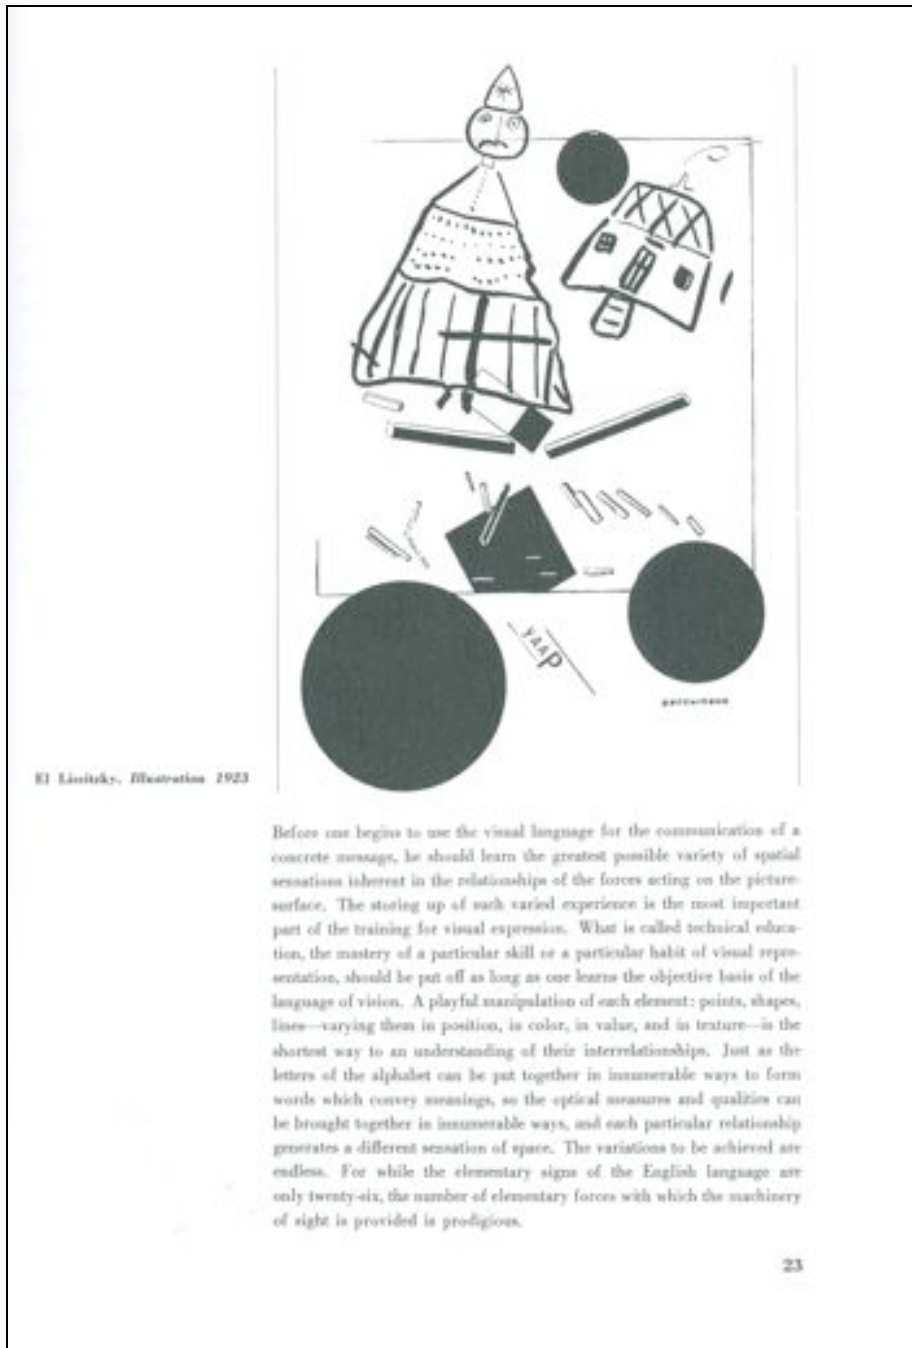 уДАР
El Lissitzky. Illustration 1923
Before one begins to use the visual language for the communication of a
concrete message, he should learn the greatest possible variety of spatial
sensations inherent in the relationships of the forces acting on the picture-
surface. The storing up of such varied experience is the most important
part of the training for visual expression. What is called technical educa-
tion, the mastery of a particular skill or a particular habit of visual repre-
sentation, should be put off as long as one learns the objective basis of the
language of vision. A playful manipulation of each element: points, shapes,
lines—varying them in position, in color, in value, and in texture—is the
shortest way to an understanding of their interrelationships. Just as the
letters of the alphabet can be put together in innumerable ways to form
words which convey meanings, so the optical measures and qualities can
be brought together in innumerable ways, and each particular relationship
generates a different sensation of space. The variations to be achieved are
endless. For while the elementary signs of the English language are
only twenty-six, the number of elementary forces with which the machinery
of sight is provided is prodigious.
23